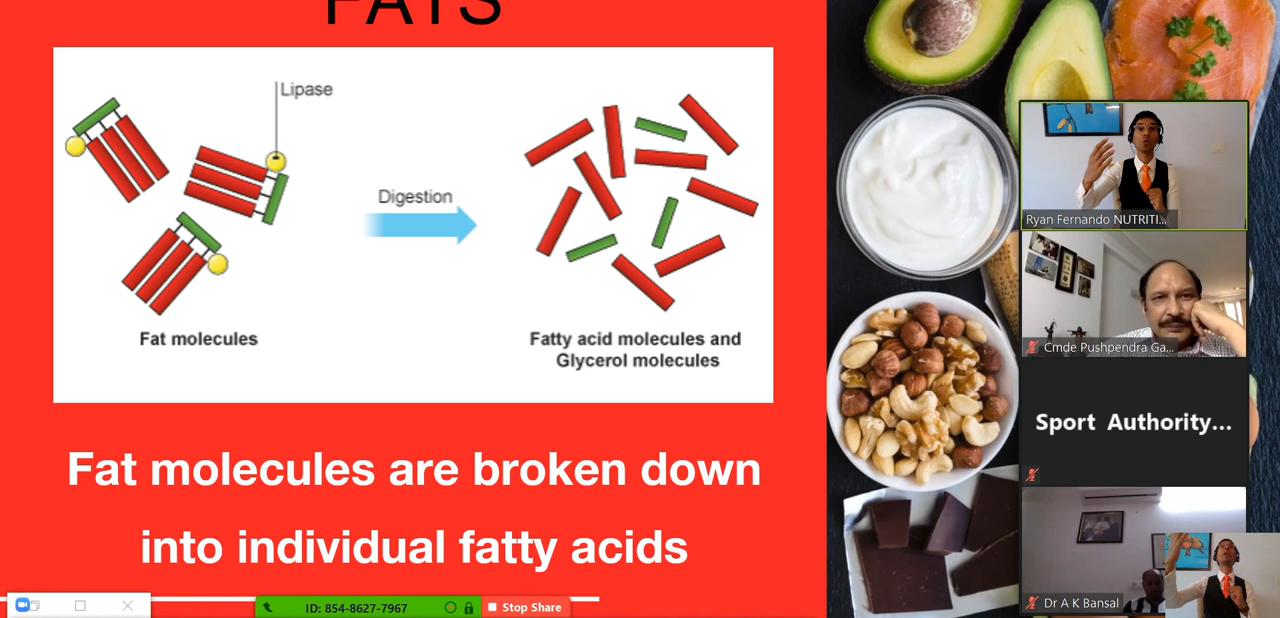 FATS
Lipase
Digestion
Fat molecules
Fatty acid molecules and
Glycerol molecules
Fat molecules are broken down
into individual fatty acids
ID: 854-8627-7967
Stop Share
Ryan Fernando NUTRITI...
Cmde Pushpendra Ga...
Sport Authority...
Dr A K Bansal